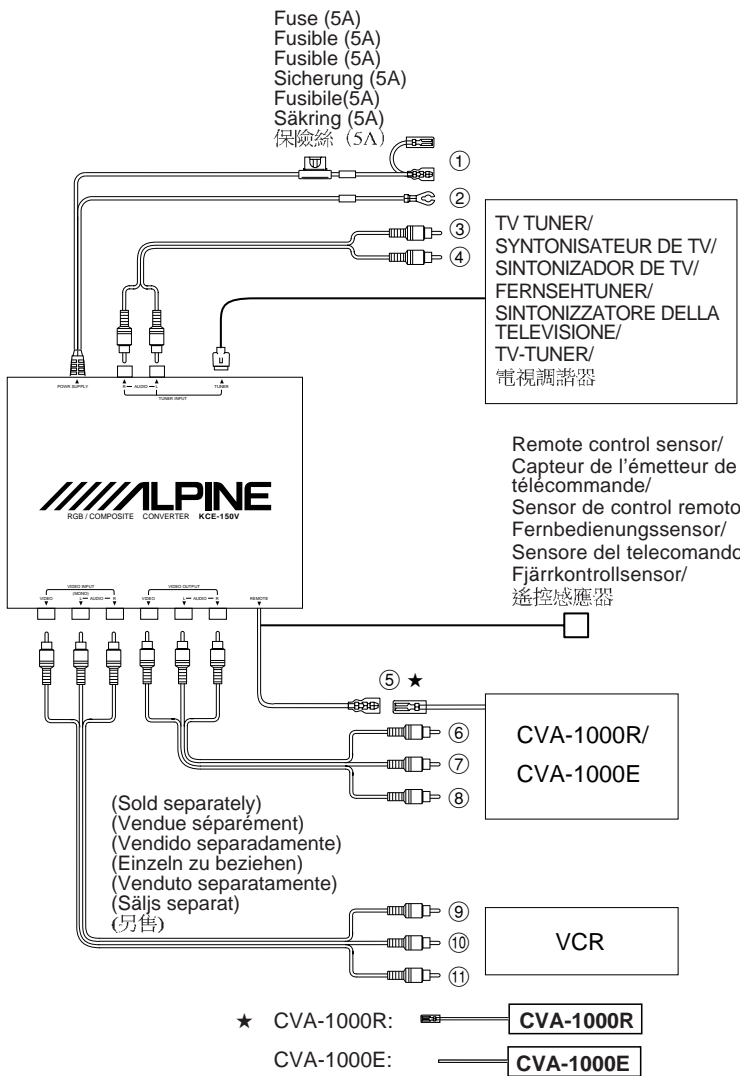 Fuse (5A)
Fusible (5A)
Fusible (5A)
Sicherung (5A)
Fusibile(5A)
Säkring (5A)
保險絲 (5A)
①
②
③
④
TV TUNER/
SYNTONISATEUR DE TV/
SINTONIZADOR DE TV/
FERNSEHTUNER/
SINTONIZZATORE DELLA
TELEVISIONE/
TV-TUNER/
電視調諧器
POWR SUPPLY
R AUDIO L
TUNER
TUNER INPUT
ALPINE
RGB / COMPOSITE CONVERTER KCE-150V
VIDEO INPUT
(MONO)
VIDEO L AUDIO R
VIDEO OUTPUT
VIDEO L AUDIO R
REMOTE
Remote control sensor/
Capteur de l’émetteur de
télécommande/
Sensor de control remoto
Fernbedienungssensor/
Sensore del telecomando
Fjärrkontrollsensor/
遙控感應器
⑤ ★
⑥
⑦
⑧
CVA-1000R/
CVA-1000E
(Sold separately)
(Vendue séparément)
(Vendido separadamente)
(Einzeln zu beziehen)
(Venduto separatamente)
(Säljs separat)
(另售)
⑨
⑩
⑪
VCR
★ CVA-1000R: CVA-1000R
CVA-1000E: CVA-1000E